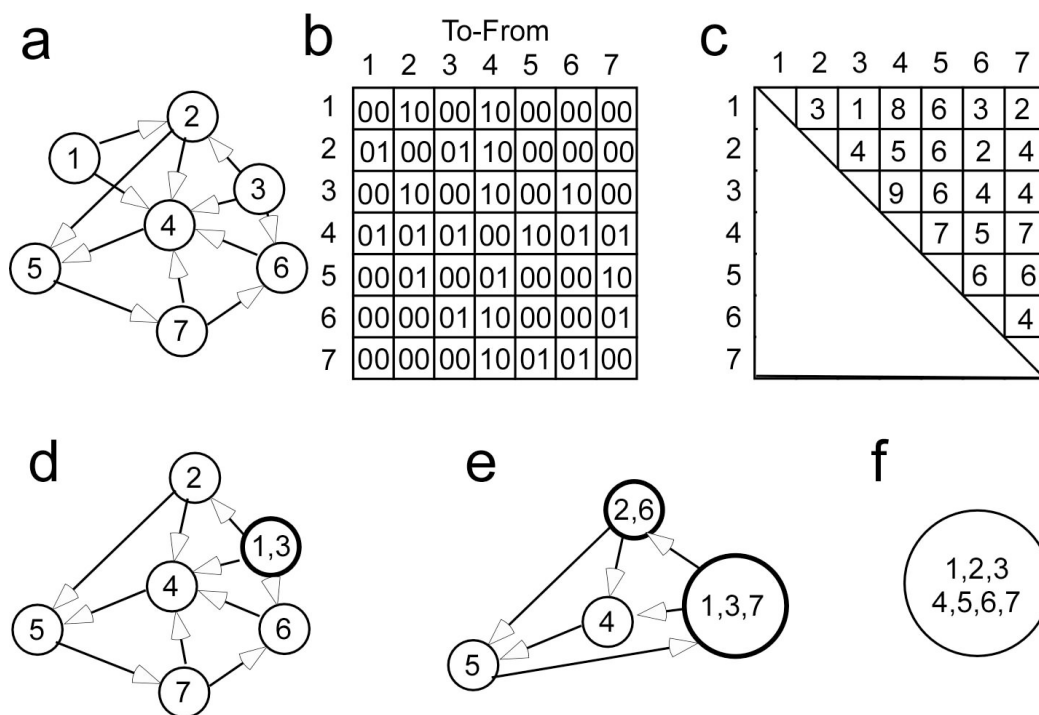 a
2
1
3
4
5
6
7
b
To-From
1 2 3 4 5 6 7
1 00 10 00 10 00 00 00
2 01 00 01 10 00 00 00
3 00 10 00 10 00 10 00
4 01 01 01 00 10 01 01
5 00 01 00 01 00 00 10
6 00 00 01 10 00 00 01
7 00 00 00 10 01 01 00
c
1 2 3 4 5 6 7
1 3 1 8 6 3 2
2 4 5 6 2 4
3 9 6 4 4
4 7 5 7
5 6 6
6 4
7
d
2
1,3
4
5
6
7
e
2,6
1,3,7
4
5
f
1,2,3
4,5,6,7